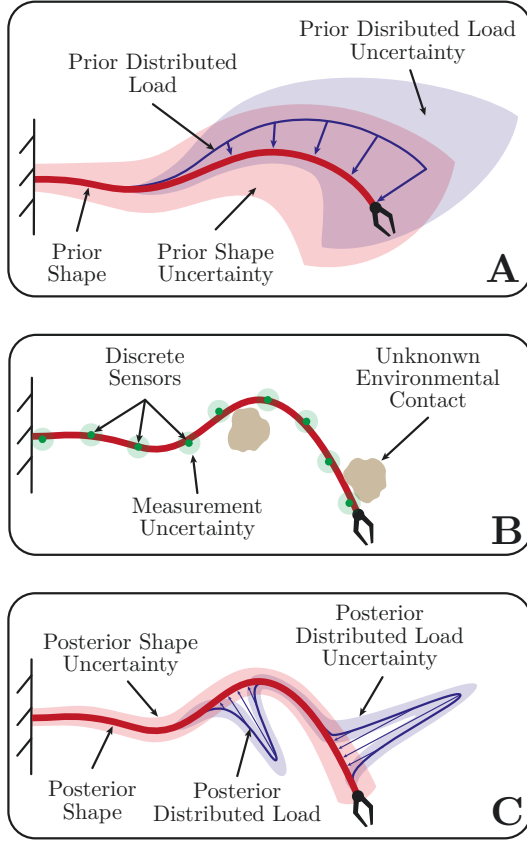 Prior Disributed Load
Uncertainty
Prior Distributed
Load
Prior
Shape
Prior Shape
Uncertainty
A
Discrete
Sensors
Unknonwn
Environmental
Contact
Measurement
Uncertainty
B
Posterior
Distributed Load
Uncertainty
Posterior Shape
Uncertainty
Posterior
Shape
Posterior
Distributed Load
C